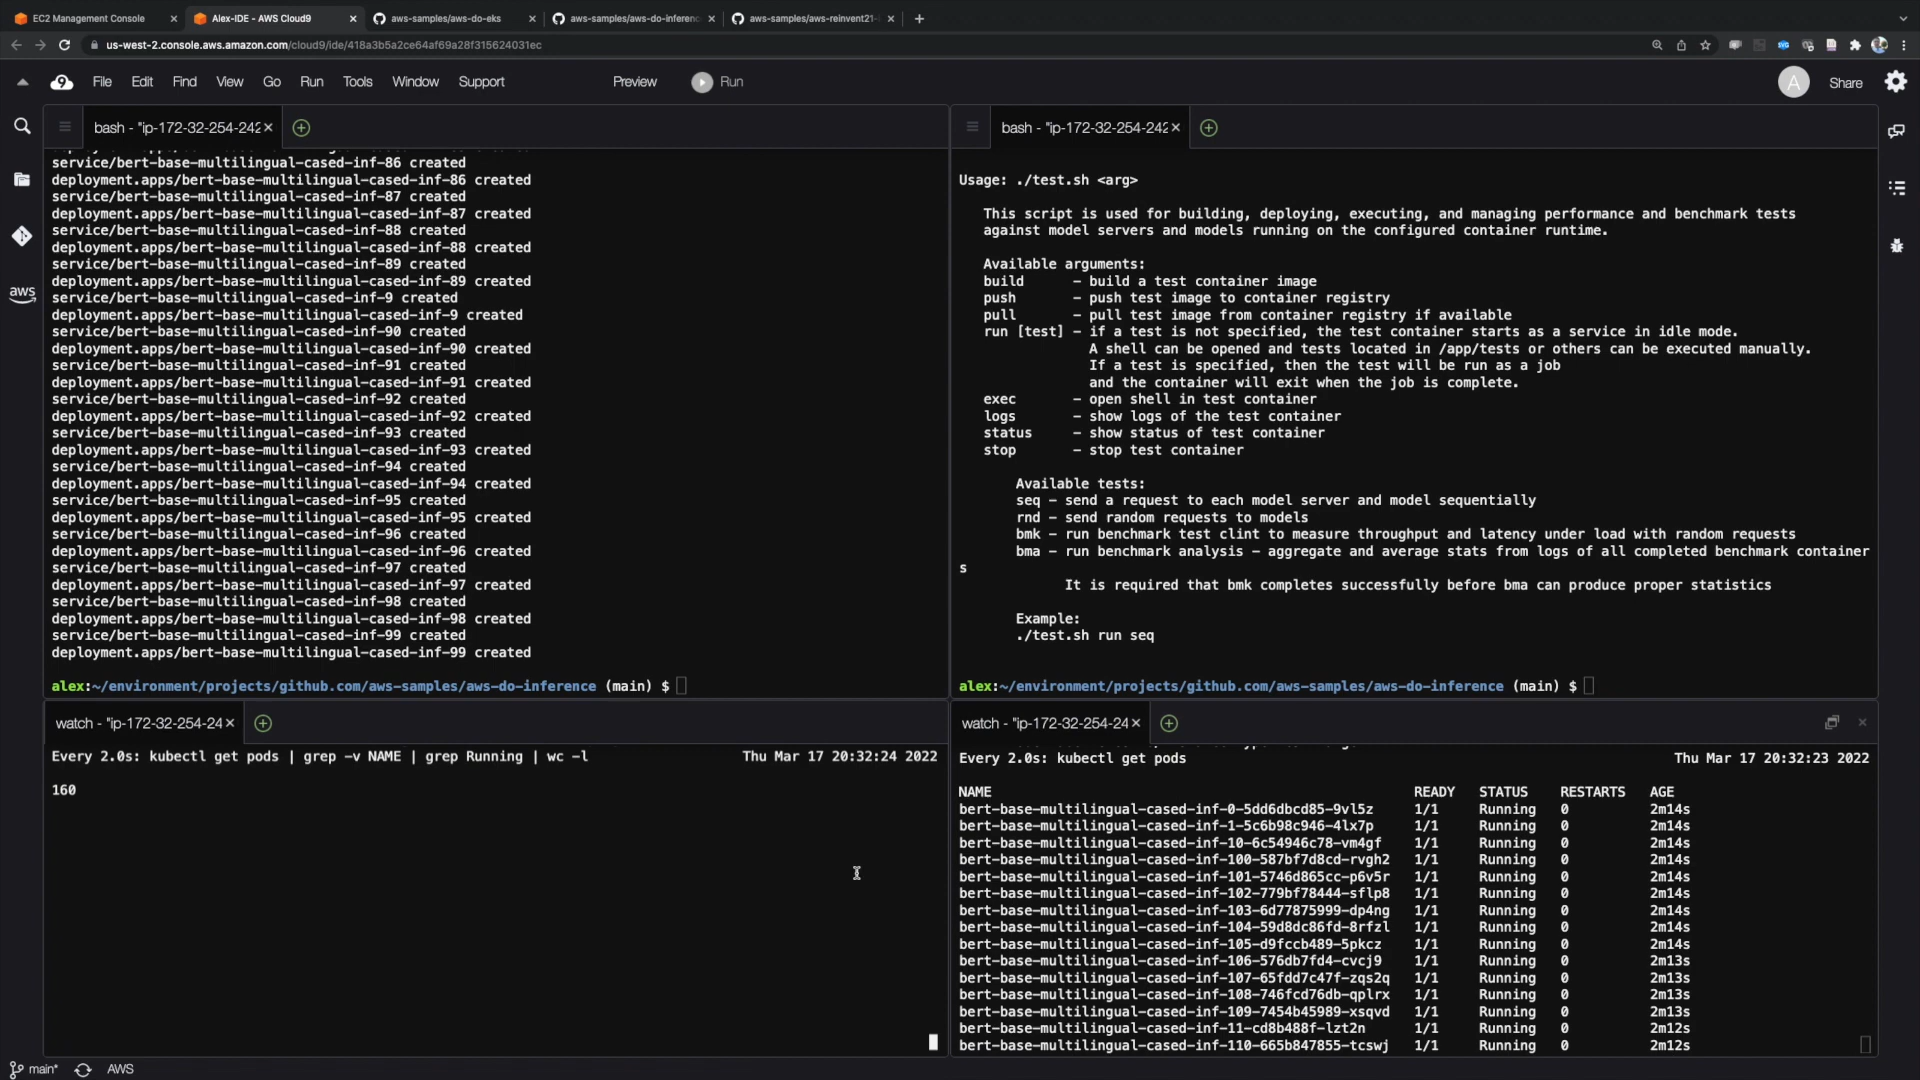 EC2 Management Console
Alex-IDE - AWS Cloud9
aws-samples/aws-do-eks
aws-samples/aws-do-inferenc
aws-samples/aws-reinvent21-
us-west-2.console.aws.amazon.com/cloud9/ide/418a3b5a2ce64af69a28f315624031ec
File Edit Find View Go Run Tools Window Support Preview Run
A Share
bash - "ip-172-32-254-242
service/bert-base-multilingual-cased-inf-86 created
deployment.apps/bert-base-multilingual-cased-inf-86 created
service/bert-base-multilingual-cased-inf-87 created
deployment.apps/bert-base-multilingual-cased-inf-87 created
service/bert-base-multilingual-cased-inf-88 created
deployment.apps/bert-base-multilingual-cased-inf-88 created
service/bert-base-multilingual-cased-inf-89 created
deployment.apps/bert-base-multilingual-cased-inf-89 created
service/bert-base-multilingual-cased-inf-9 created
deployment.apps/bert-base-multilingual-cased-inf-9 created
service/bert-base-multilingual-cased-inf-90 created
deployment.apps/bert-base-multilingual-cased-inf-90 created
service/bert-base-multilingual-cased-inf-91 created
deployment.apps/bert-base-multilingual-cased-inf-91 created
service/bert-base-multilingual-cased-inf-92 created
deployment.apps/bert-base-multilingual-cased-inf-92 created
service/bert-base-multilingual-cased-inf-93 created
deployment.apps/bert-base-multilingual-cased-inf-93 created
service/bert-base-multilingual-cased-inf-94 created
deployment.apps/bert-base-multilingual-cased-inf-94 created
service/bert-base-multilingual-cased-inf-95 created
deployment.apps/bert-base-multilingual-cased-inf-95 created
service/bert-base-multilingual-cased-inf-96 created
deployment.apps/bert-base-multilingual-cased-inf-96 created
service/bert-base-multilingual-cased-inf-97 created
deployment.apps/bert-base-multilingual-cased-inf-97 created
service/bert-base-multilingual-cased-inf-98 created
deployment.apps/bert-base-multilingual-cased-inf-98 created
service/bert-base-multilingual-cased-inf-99 created
deployment.apps/bert-base-multilingual-cased-inf-99 created
alex:~/environment/projects/github.com/aws-samples/aws-do-inference (main) $
bash - "ip-172-32-254-242
Usage: ./test.sh <arg>
This script is used for building, deploying, executing, and managing performance and benchmark tests
against model servers and models running on the configured container runtime.
Available arguments:
build - build a test container image
push - push test image to container registry
pull - pull test image from container registry if available
run [test] - if a test is not specified, the test container starts as a service in idle mode.
A shell can be opened and tests located in /app/tests or others can be executed manually.
If a test is specified, then the test will be run as a job
and the container will exit when the job is complete.
exec - open shell in test container
logs - show logs of the test container
status - show status of test container
stop - stop test container
Available tests:
seq - send a request to each model server and model sequentially
rnd - send random requests to models
bmk - run benchmark test clint to measure throughput and latency under load with random requests
bma - run benchmark analysis - aggregate and average stats from logs of all completed benchmark container
s
It is required that bmk completes successfully before bma can produce proper statistics
Example:
./test.sh run seq
alex:~/environment/projects/github.com/aws-samples/aws-do-inference (main) $
watch - "ip-172-32-254-24
Every 2.0s: kubectl get pods | grep -v NAME | grep Running | wc -l Thu Mar 17 20:32:24 2022
160
watch - "ip-172-32-254-24
Every 2.0s: kubectl get pods Thu Mar 17 20:32:23 2022
NAME READY STATUS RESTARTS AGE
bert-base-multilingual-cased-inf-0-5dd6dbcd85-9vl5z 1/1 Running 0 2m14s
bert-base-multilingual-cased-inf-1-5c6b98c946-4lx7p 1/1 Running 0 2m14s
bert-base-multilingual-cased-inf-10-6c54946c78-vm4gf 1/1 Running 0 2m14s
bert-base-multilingual-cased-inf-100-587bf7d8cd-rvgh2 1/1 Running 0 2m14s
bert-base-multilingual-cased-inf-101-5746d865cc-p6v5r 1/1 Running 0 2m14s
bert-base-multilingual-cased-inf-102-779bf78444-sflp8 1/1 Running 0 2m14s
bert-base-multilingual-cased-inf-103-6d77875999-dp4ng 1/1 Running 0 2m14s
bert-base-multilingual-cased-inf-104-59d8dc86fd-8rfzl 1/1 Running 0 2m14s
bert-base-multilingual-cased-inf-105-d9fccb489-5pkcz 1/1 Running 0 2m14s
bert-base-multilingual-cased-inf-106-576db7fd4-cvcj9 1/1 Running 0 2m13s
bert-base-multilingual-cased-inf-107-65fdd7c47f-zqs2q 1/1 Running 0 2m13s
bert-base-multilingual-cased-inf-108-746fcd76db-qplrx 1/1 Running 0 2m13s
bert-base-multilingual-cased-inf-109-7454b45989-xsqvd 1/1 Running 0 2m13s
bert-base-multilingual-cased-inf-11-cd8b488f-lzt2n 1/1 Running 0 2m12s
bert-base-multilingual-cased-inf-110-665b847855-tcswj 1/1 Running 0 2m12s
aws
main* AWS